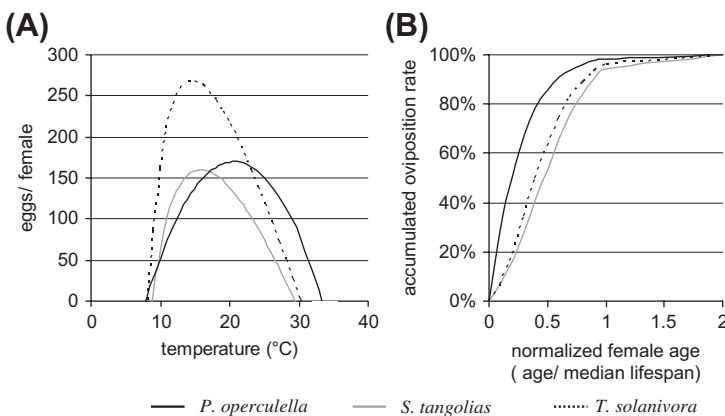 (A)
300
250
200
150
100
50
0
eggs/ female
0 10 20 30 40
temperature (°C)
(B)
100%
80%
60%
40%
20%
0%
accumulated oviposition rate
0 0.5 1 1.5 2
normalized female age
( age/ median lifespan)
P. operculella S. tangolias T. solanivora